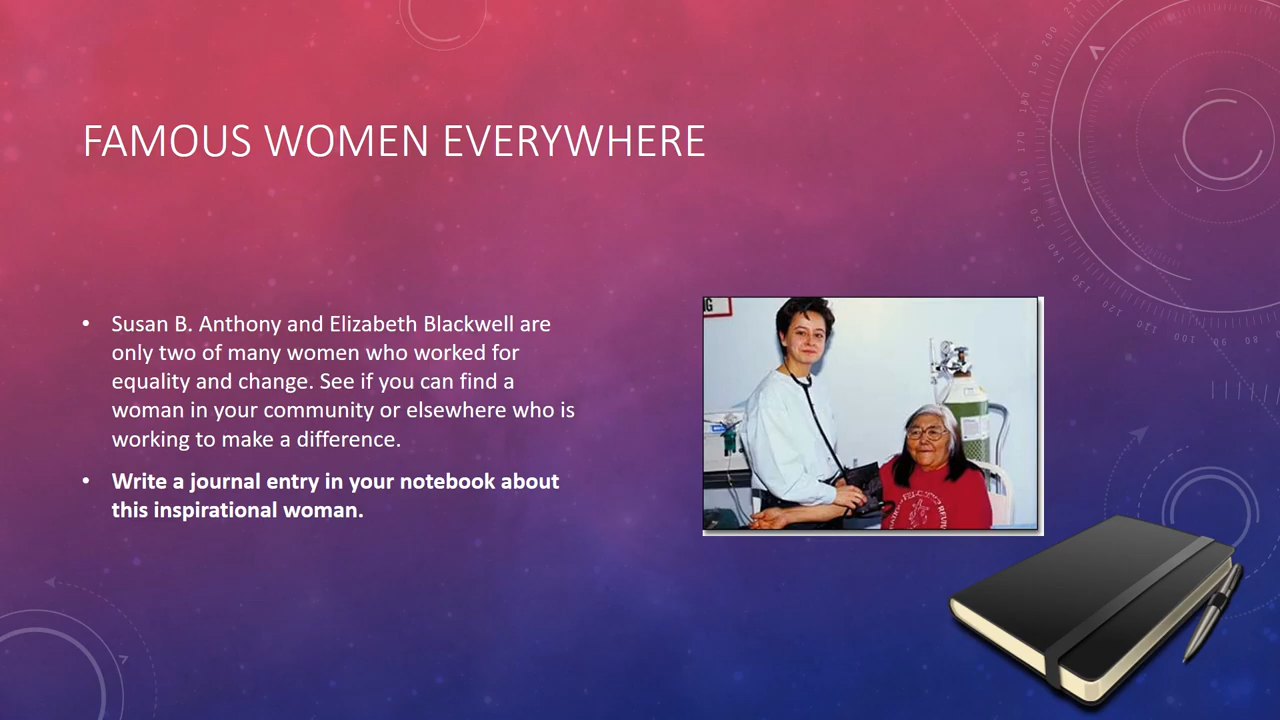 FAMOUS WOMEN EVERYWHERE
• Susan B. Anthony and Elizabeth Blackwell are
only two of many women who worked for
equality and change. See if you can find a
woman in your community or elsewhere who is
working to make a difference.
• Write a journal entry in your notebook about
this inspirational woman.